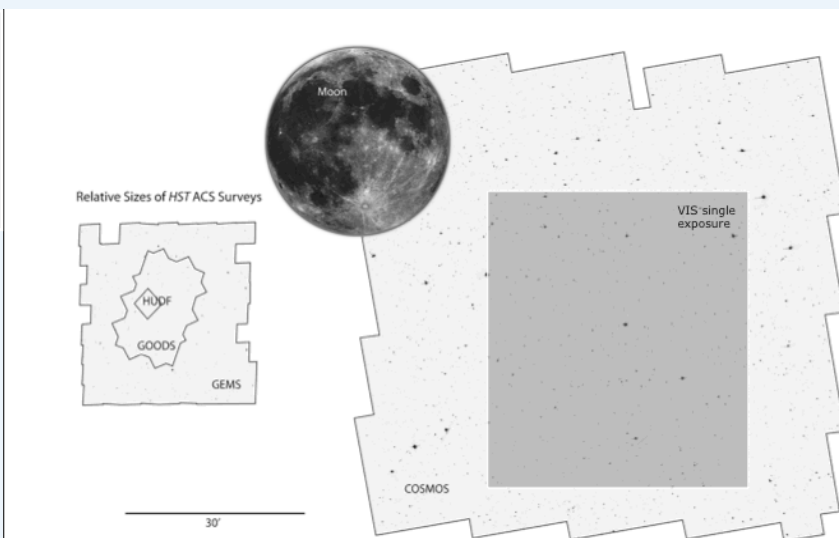 Moon
Relative Sizes of HST ACS Surveys
VIS single
exposure
HUDF
GOODS
GEMS
COSMOS
30'